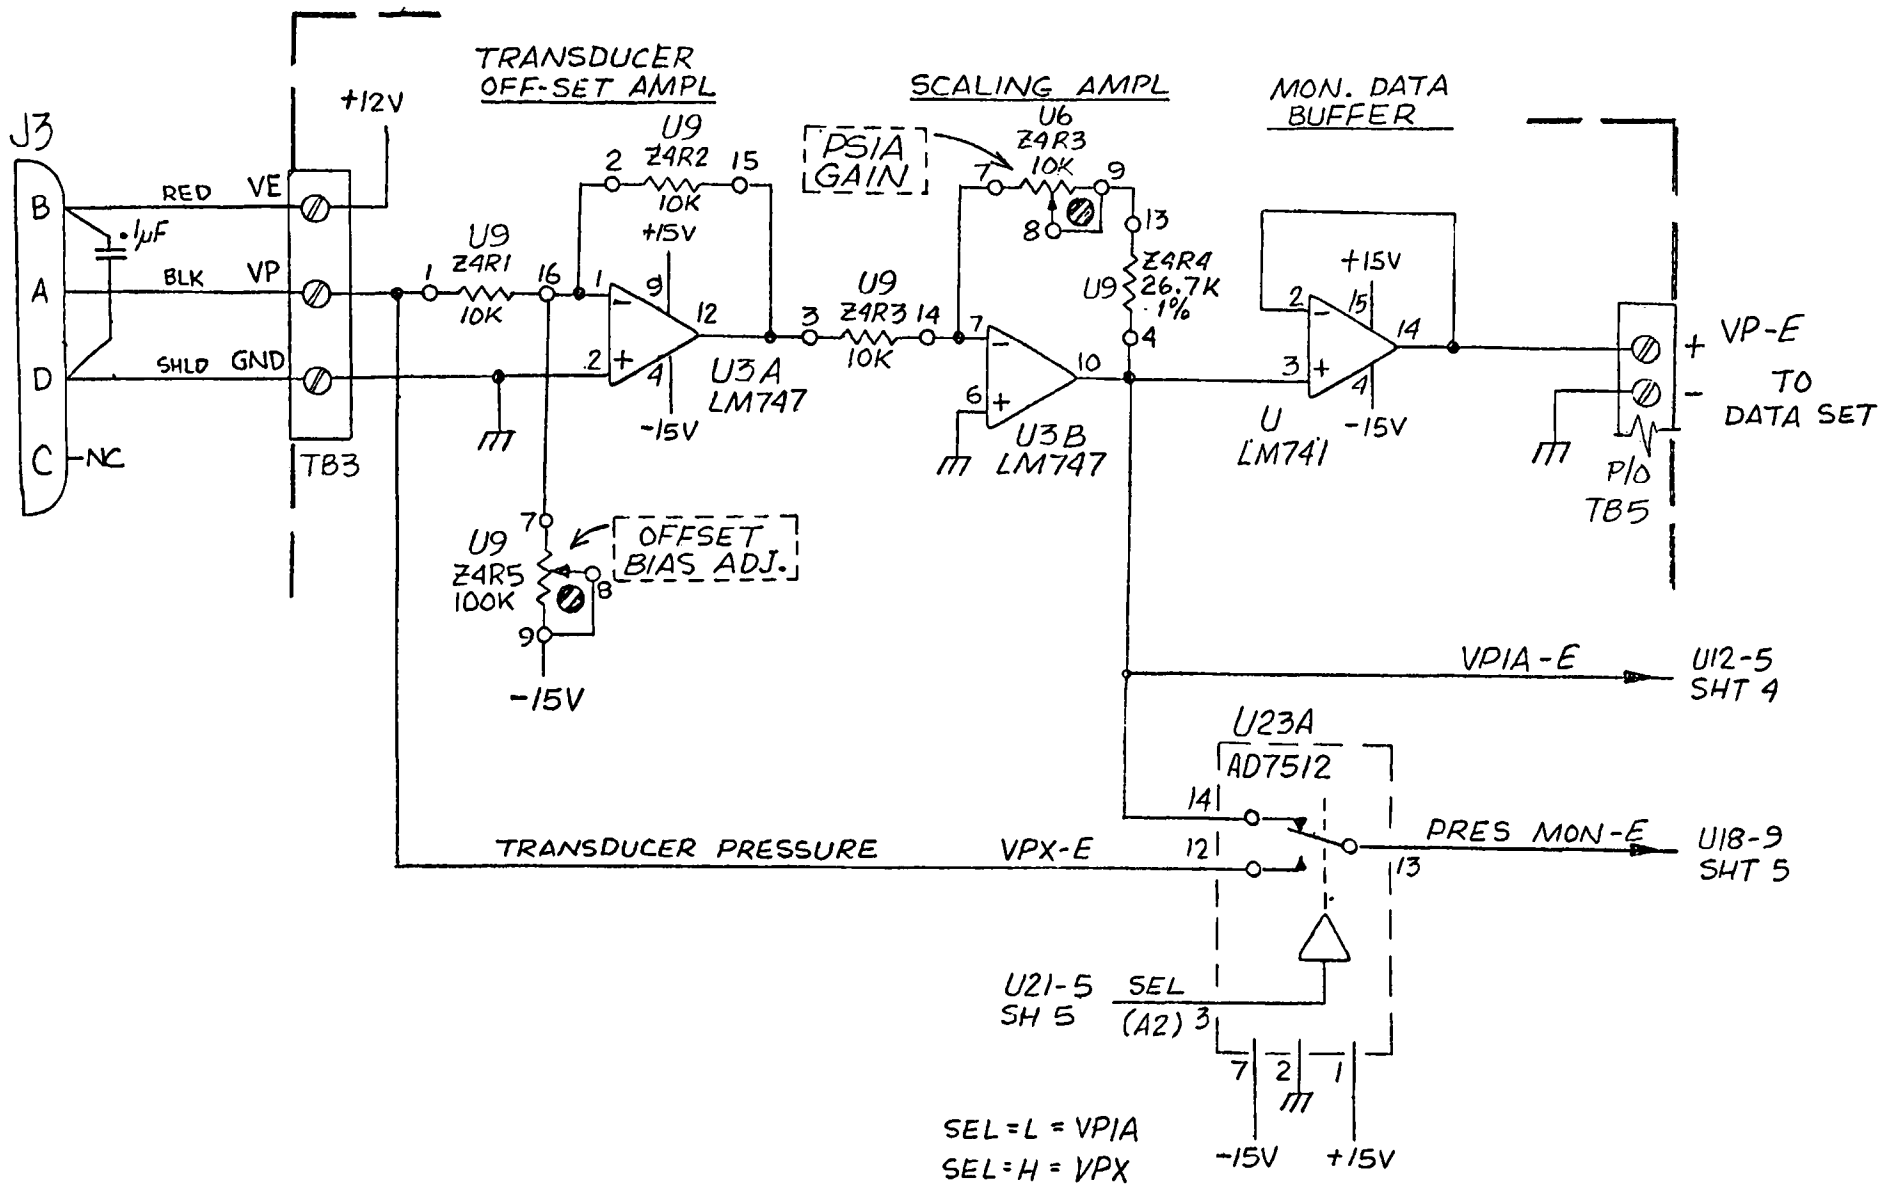 J3
B
A
D
C
NC
.1µF
RED
VE
BLK
VP
SHLD
GND
TB3
+12V
TRANSDUCER
OFF-SET AMPL
U9
Z4R2
2
15
10K
+15V
U9
Z4R1
1
16
10K
1
−
9
12
2
+
4
-15V
U3A
LM747
7
U9
Z4R5
100K
8
9
-15V
OFFSET
BIAS ADJ.
SCALING AMPL
PSIA
GAIN
U6
Z4R3
10K
7
9
8
13
Z4R4
U9
26.7K
.1%
4
U9
Z4R3
3
14
10K
7
−
10
6
+
U3B
LM747
MON. DATA
BUFFER
+15V
2
−
15
14
3
+
4
-15V
U
LM741
+ VP-E
TO
-
DATA SET
P/O
TB5
VPIA-E
U12-5
SHT 4
U23A
AD7512
14
12
13
PRES MON-E
U18-9
SHT 5
TRANSDUCER PRESSURE
VPX-E
U21-5
SH 5
SEL
(A2)
3
7
2
1
-15V
+15V
SEL=L = VPIA
SEL=H = VPX